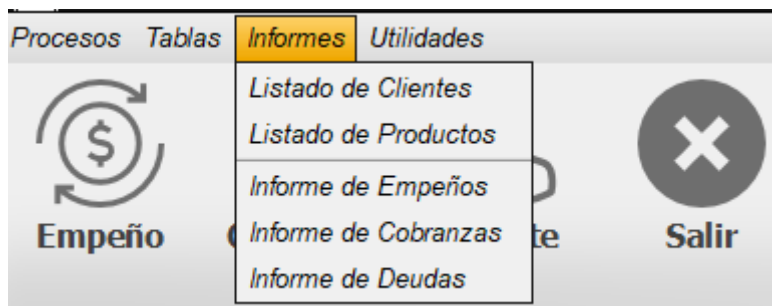 Procesos Tablas Informes Utilidades
Listado de Clientes
Listado de Productos
Informe de Empeños
Informe de Cobranzas
Informe de Deudas
Empeño
Salir